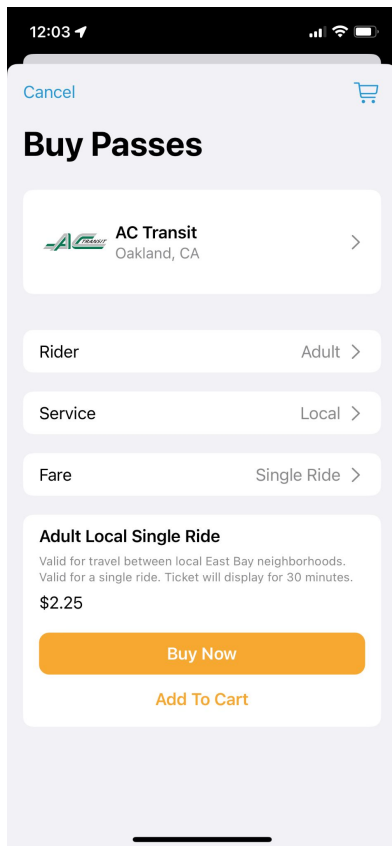 12:03
Cancel
Buy Passes
AC TRANSIT
AC Transit
Oakland, CA
Rider Adult
Service Local
Fare Single Ride
Adult Local Single Ride
Valid for travel between local East Bay neighborhoods.
Valid for a single ride. Ticket will display for 30 minutes.
$2.25
Buy Now
Add To Cart